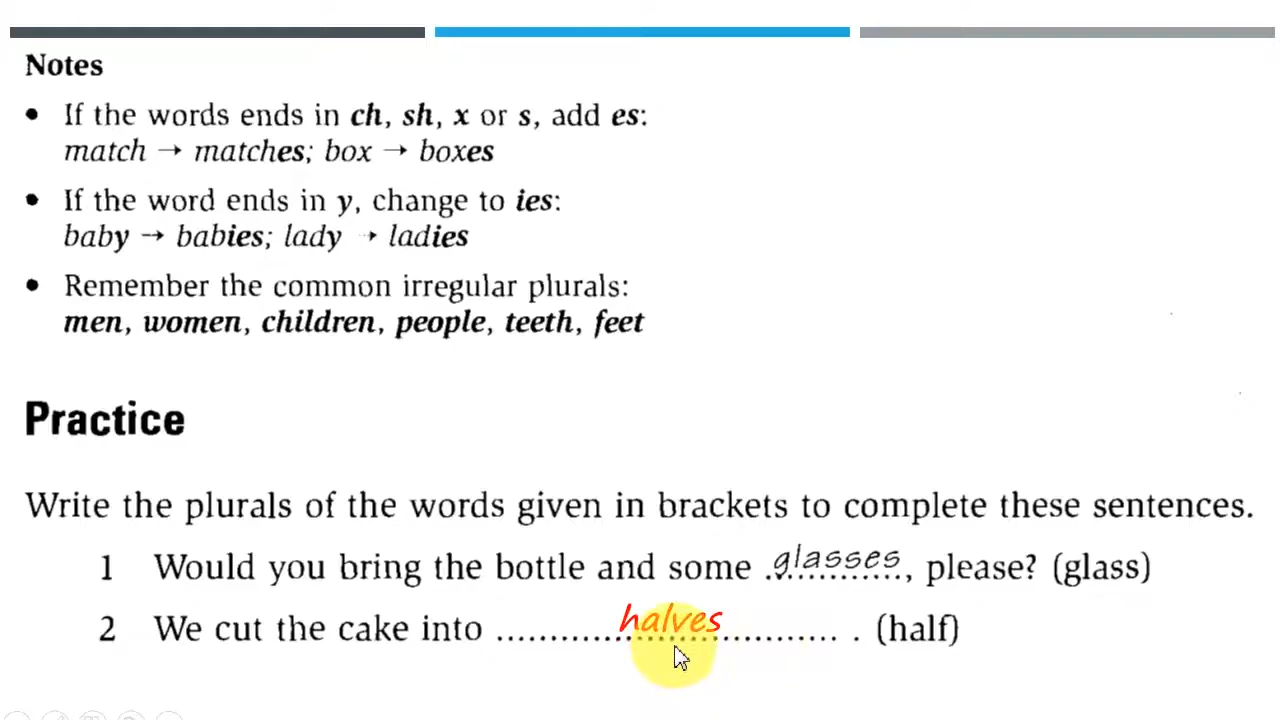 Notes
• If the words ends in ch, sh, x or s, add es:
match → matches; box → boxes
• If the word ends in y, change to ies:
baby → babies; lady → ladies
• Remember the common irregular plurals:
men, women, children, people, teeth, feet
Practice
Write the plurals of the words given in brackets to complete these sentences.
1 Would you bring the bottle and some glasses, please? (glass)
2 We cut the cake into halves . (half)